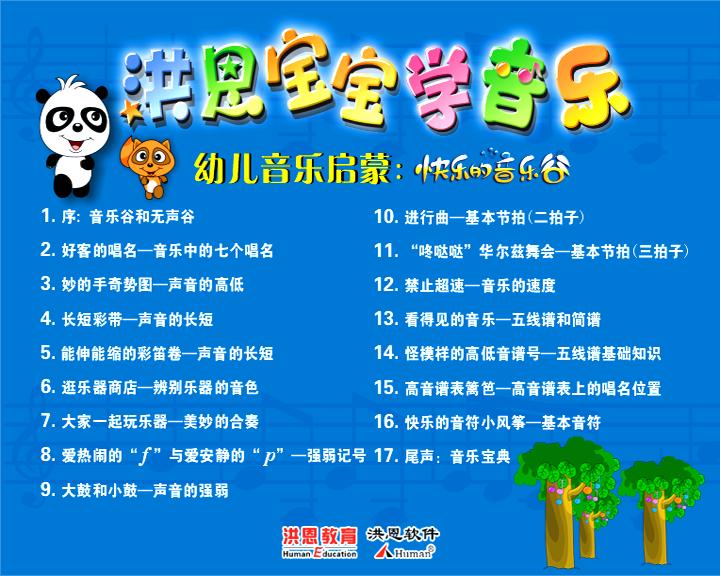 洪恩宝宝学音乐
幼儿音乐启蒙：快乐的音乐谷
1. 序：音乐谷和无声谷
2. 好客的唱名—音乐中的七个唱名
3. 妙的手奇势图—声音的高低
4. 长短彩带—声音的长短
5. 能伸能缩的彩笛卷—声音的长短
6. 逛乐器商店—辨别乐器的音色
7. 大家一起玩乐器—美妙的合奏
8. 爱热闹的“f”与爱安静的“p”—强弱记号
9. 大鼓和小鼓—声音的强弱
10. 进行曲—基本节拍(二拍子)
11. “咚哒哒”华尔兹舞会—基本节拍(三拍子)
12. 禁止超速—音乐的速度
13. 看得见的音乐—五线谱和简谱
14. 怪模样的高低音谱号—五线谱基础知识
15. 高音谱表篱笆—高音谱表上的唱名位置
16. 快乐的音符小风筝—基本音符
17. 尾声：音乐宝典
洪恩教育 洪恩软件
Human Education Human®